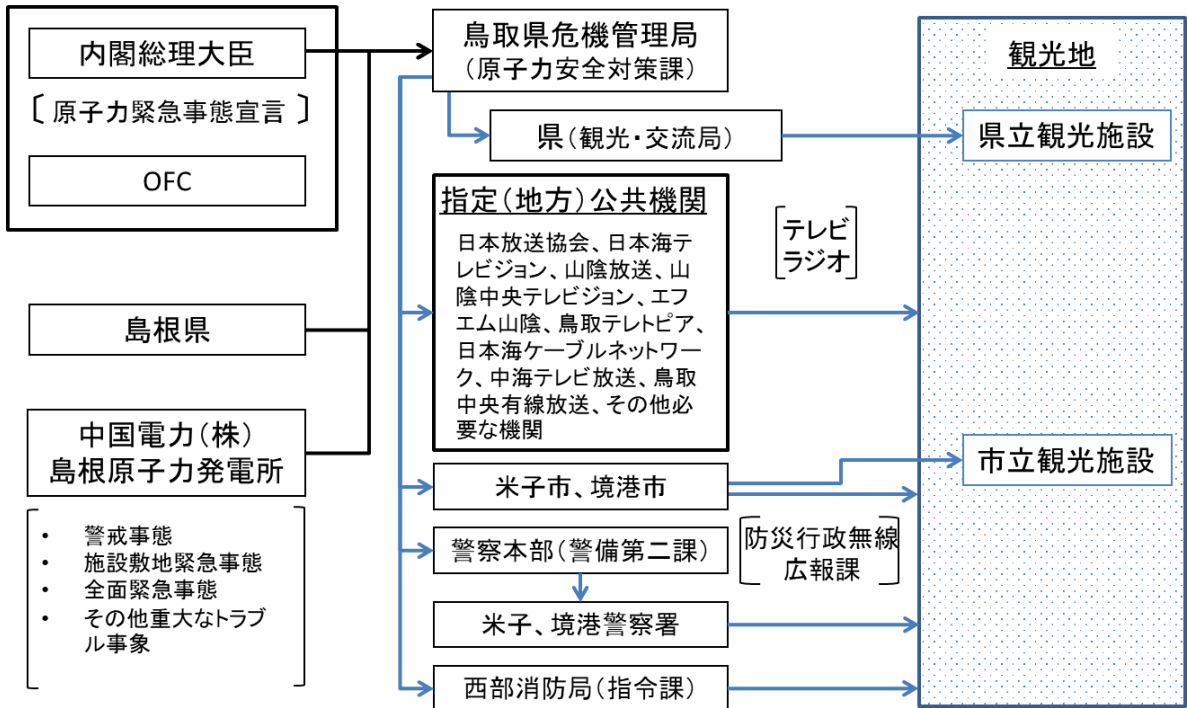 内閣総理大臣
〔 原子力緊急事態宣言 〕
OFC
島根県
中国電力(株)
島根原子力発電所
• 警戒事態
• 施設敷地緊急事態
• 全面緊急事態
• その他重大なトラブ
ル事象
鳥取県危機管理局
(原子力安全対策課)
県(観光・交流局)
指定(地方)公共機関
日本放送協会、日本海テ
レビジョン、山陰放送、山
陰中央テレビジョン、エフ
エム山陰、鳥取テレトピア、
日本海ケーブルネットワー
ク、中海テレビ放送、鳥取
中央有線放送、その他必
要な機関
米子市、境港市
警察本部(警備第二課)
米子、境港警察署
西部消防局(指令課)
テレビ
ラジオ
防災行政無線
広報課
観光地
県立観光施設
市立観光施設